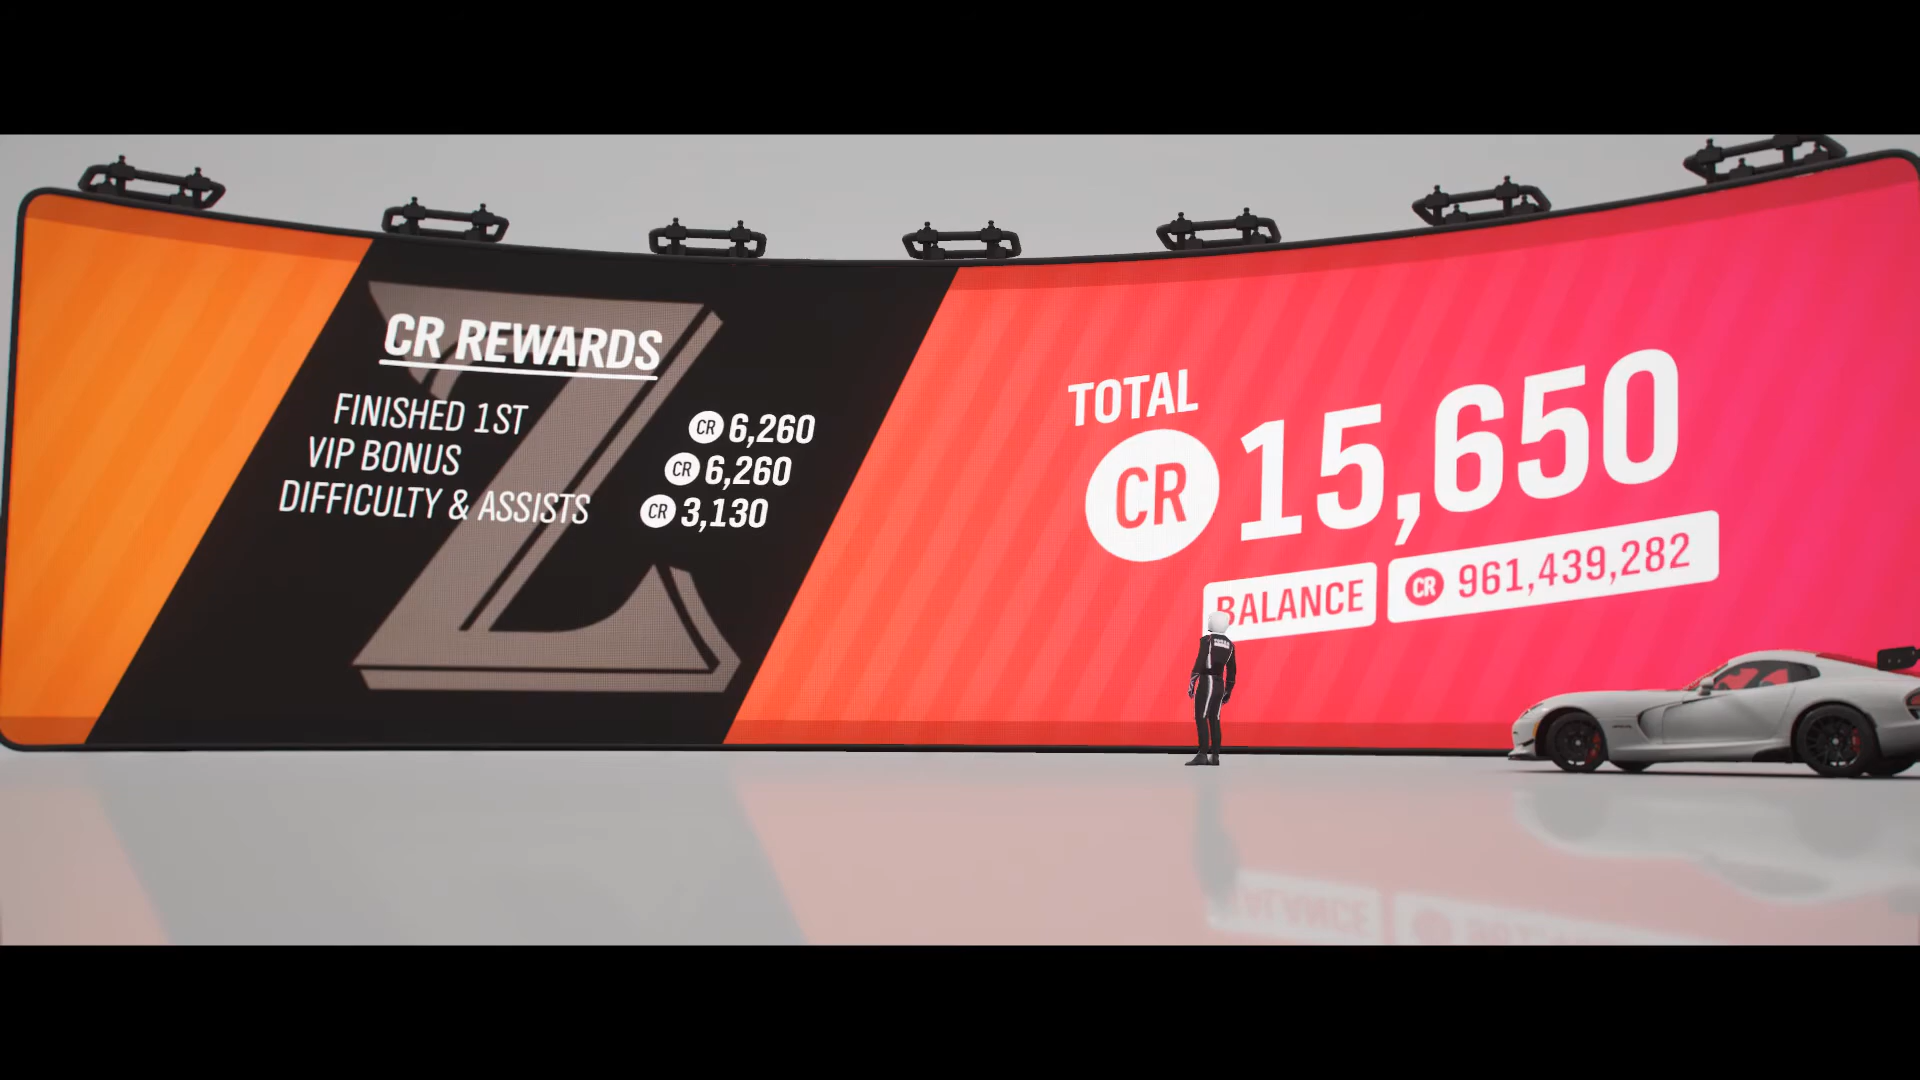 CR REWARDS
FINISHED 1ST CR 6,260
VIP BONUS CR 6,260
DIFFICULTY & ASSISTS CR 3,130
Z
TOTAL
CR 15,650
BALANCE CR 961,439,282